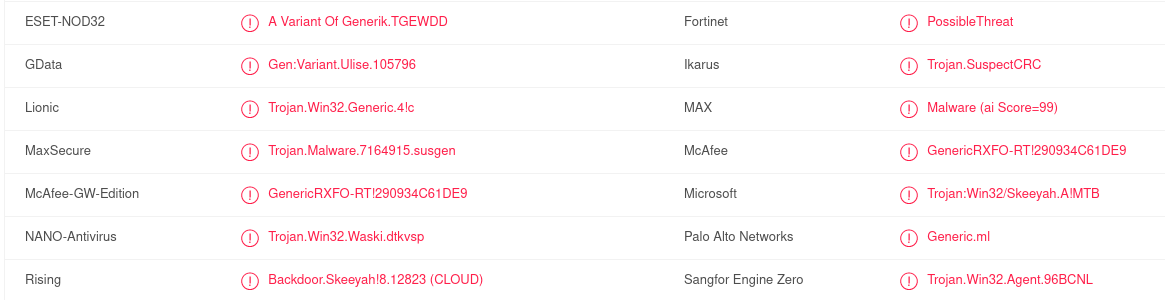 ESET-NOD32 A Variant Of Generik.TGEWDD Fortinet PossibleThreat
GData Gen:Variant.Ulise.105796 Ikarus Trojan.SuspectCRC
Lionic Trojan.Win32.Generic.4!c MAX Malware (ai Score=99)
MaxSecure Trojan.Malware.7164915.susgen McAfee GenericRXFO-RT!290934C61DE9
McAfee-GW-Edition GenericRXFO-RT!290934C61DE9 Microsoft Trojan:Win32/Skeeyah.A!MTB
NANO-Antivirus Trojan.Win32.Waski.dtkvsp Palo Alto Networks Generic.ml
Rising Backdoor.Skeeyah!8.12823 (CLOUD) Sangfor Engine Zero Trojan.Win32.Agent.96BCNL